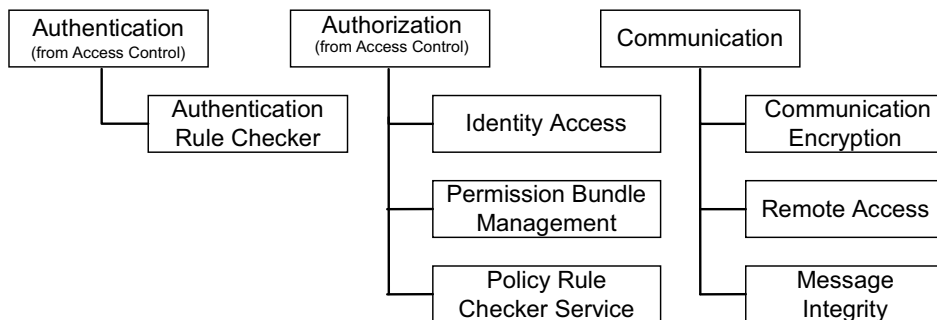 Authentication
(from Access Control)
Authentication
Rule Checker
Authorization
(from Access Control)
Identity Access
Permission Bundle
Management
Policy Rule
Checker Service
Communication
Communication
Encryption
Remote Access
Message
Integrity